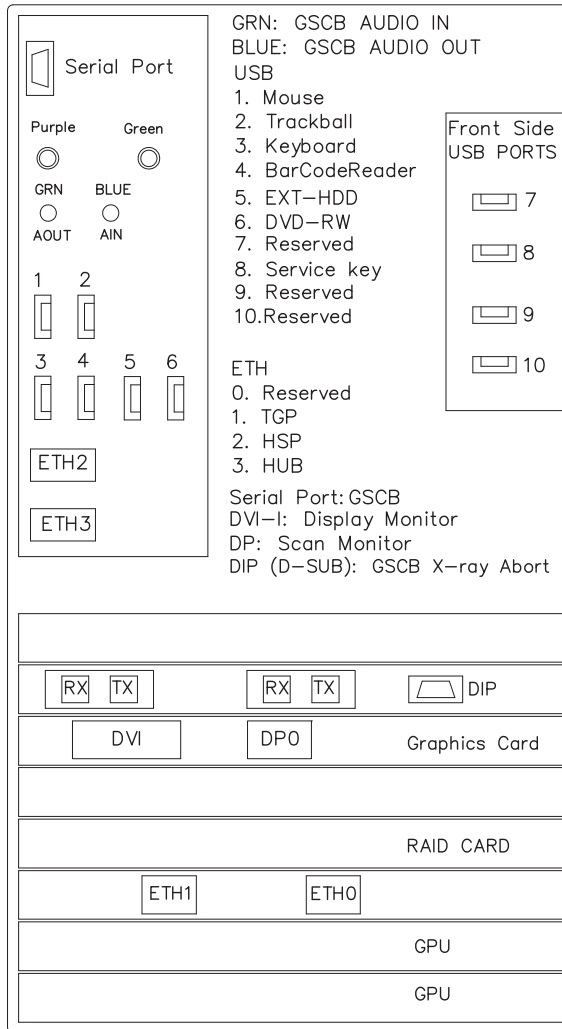 Serial Port
Purple Green
GRN BLUE
AOUT AIN
1 2
3 4 5 6
ETH2
ETH3
GRN: GSCB AUDIO IN
BLUE: GSCB AUDIO OUT
USB
1. Mouse
2. Trackball
3. Keyboard
4. BarCodeReader
5. EXT-HDD
6. DVD-RW
7. Reserved
8. Service key
9. Reserved
10.Reserved
ETH
0. Reserved
1. TGP
2. HSP
3. HUB
Serial Port: GSCB
DVI-I: Display Monitor
DP: Scan Monitor
DIP (D-SUB): GSCB X-ray Abort
Front Side
USB PORTS
7
8
9
10
RX TX RX TX DIP
DVI DP0 Graphics Card
RAID CARD
ETH1 ETH0
GPU
GPU